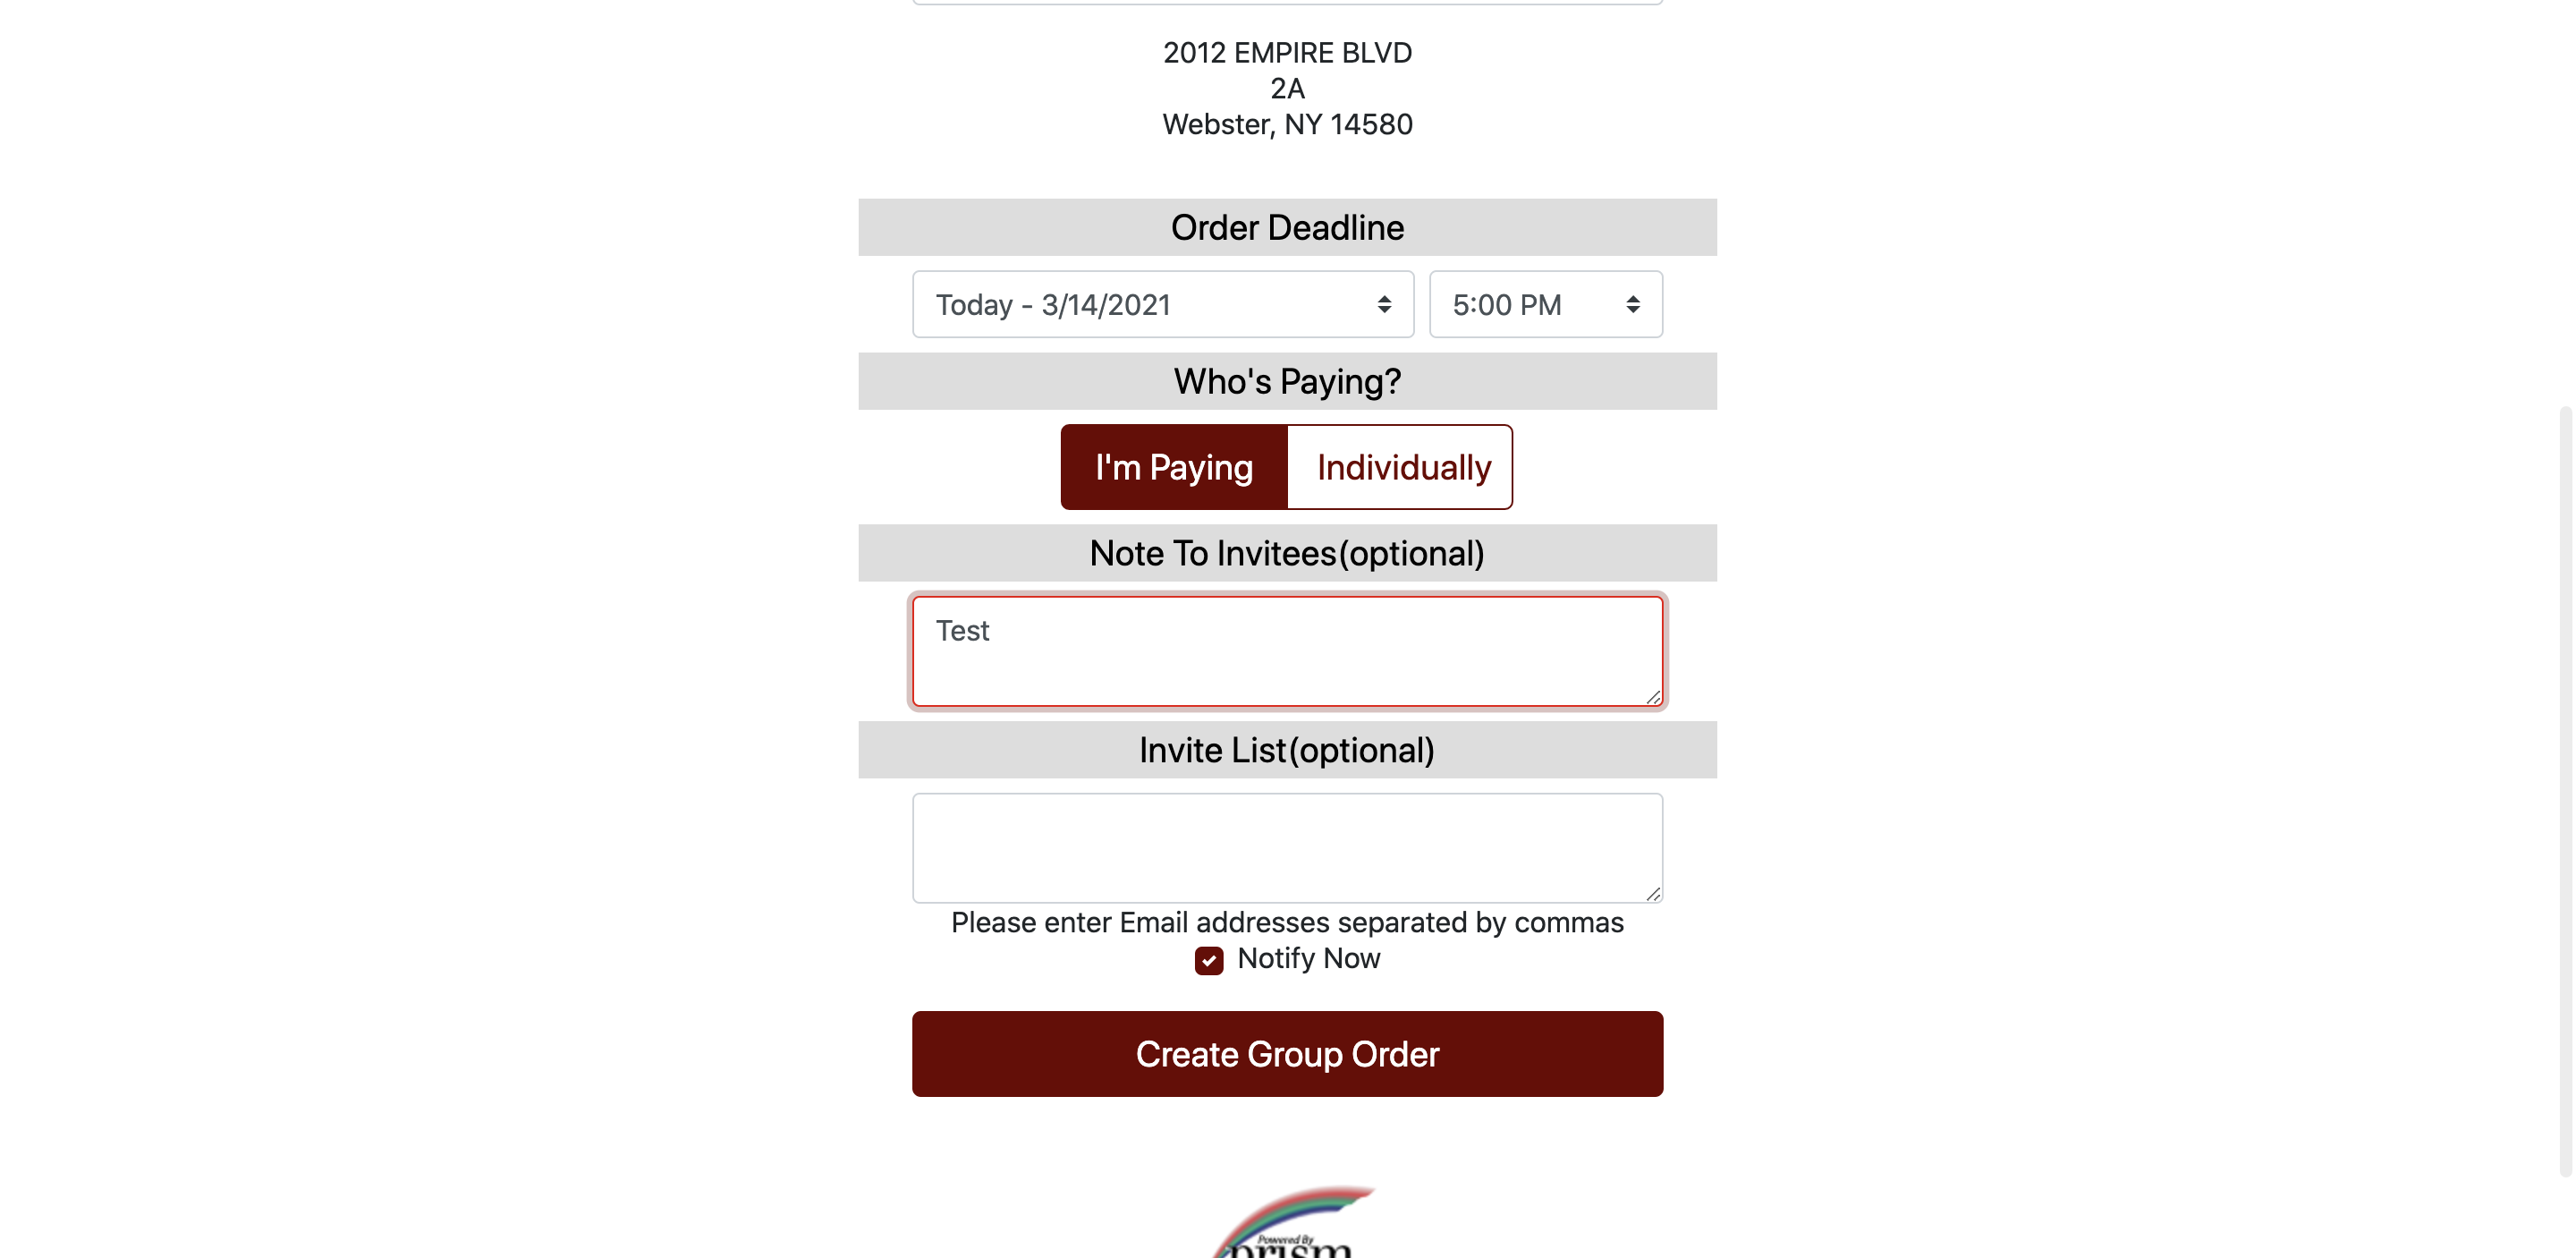 2012 EMPIRE BLVD
2A
Webster, NY 14580
Order Deadline
Today - 3/14/2021 5:00 PM
Who's Paying?
I'm Paying Individually
Note To Invitees(optional)
Test
Invite List(optional)
Please enter Email addresses separated by commas
Notify Now
Create Group Order
Powered By
prism